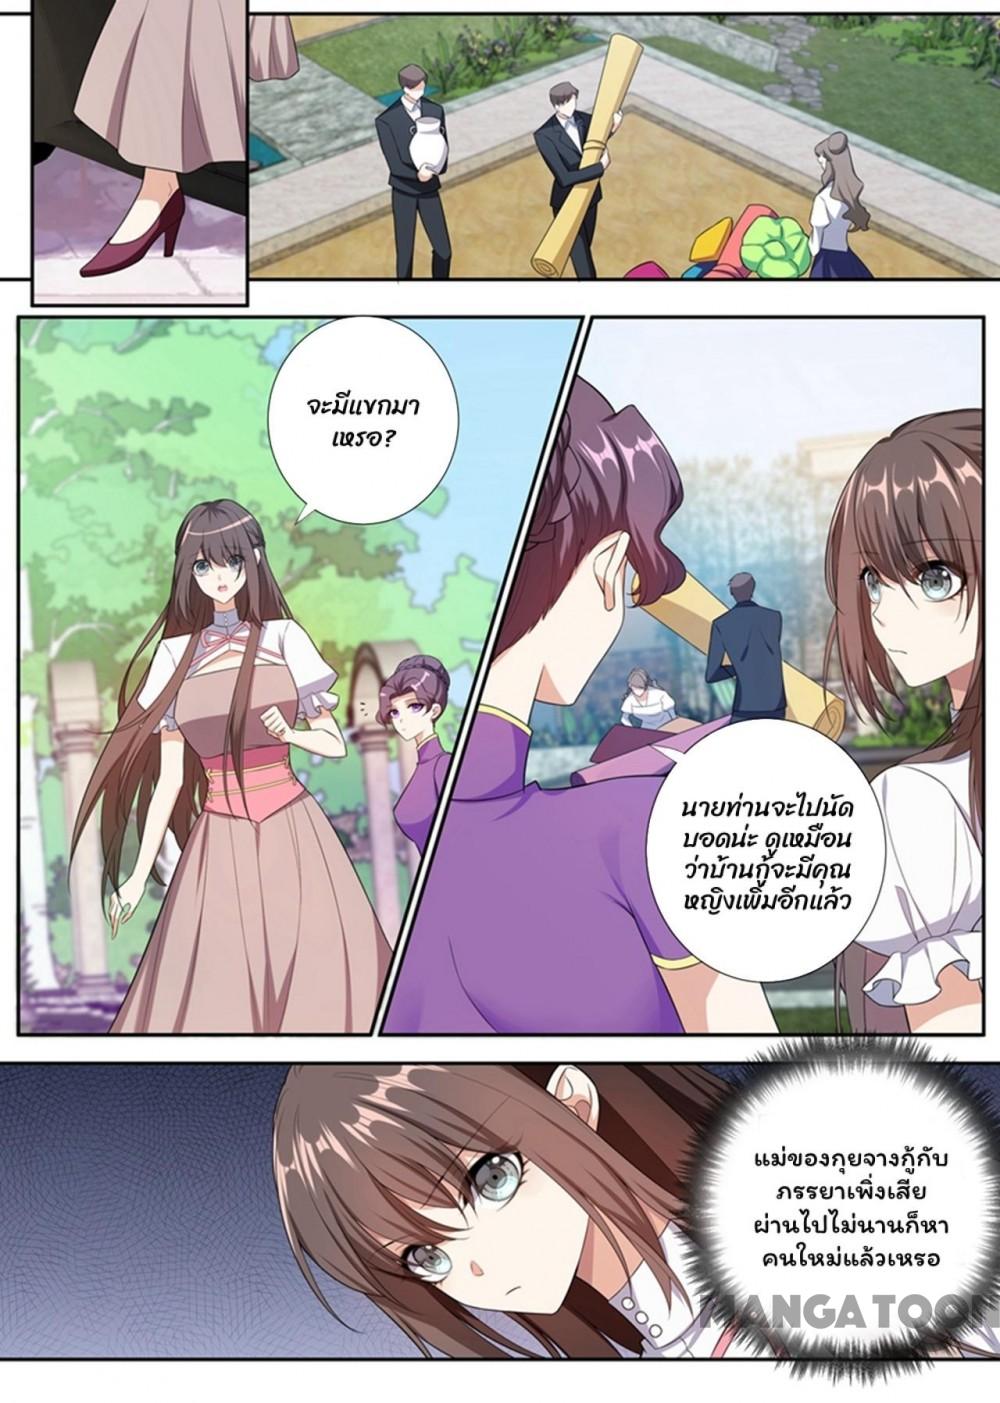 จะมีแขกมา
เหรอ?
นายท่านจะไปนัด
บอดน่ะ ดูเหมือน
ว่าบ้านกู้จะมีคุณ
หญิงเพิ่มอีกแล้ว
แม่ของกุยจางกู้กับ
ภรรยาเพิ่งเสีย
ผ่านไปไม่นานก็หา
คนใหม่แล้วเหรอ
MANGATOON